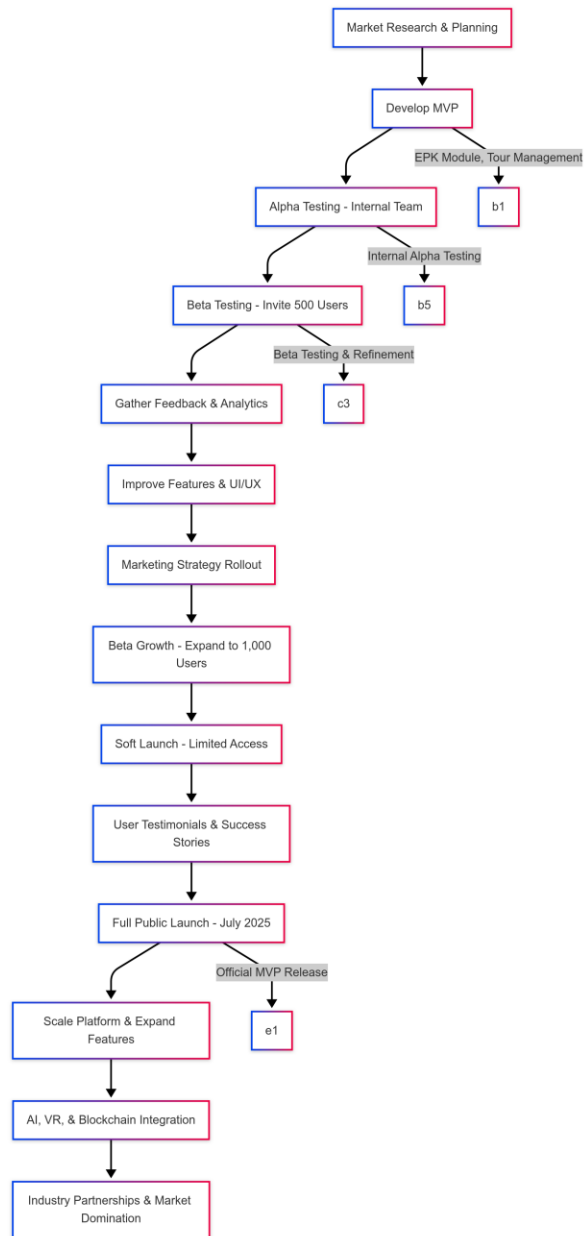 Market Research & Planning
Develop MVP
EPK Module, Tour Management
Alpha Testing - Internal Team
b1
Internal Alpha Testing
Beta Testing - Invite 500 Users
b5
Beta Testing & Refinement
Gather Feedback & Analytics
c3
Improve Features & UI/UX
Marketing Strategy Rollout
Beta Growth - Expand to 1,000
Users
Soft Launch - Limited Access
User Testimonials & Success
Stories
Full Public Launch - July 2025
Official MVP Release
Scale Platform & Expand
Features
e1
AI, VR, & Blockchain Integration
Industry Partnerships & Market
Domination